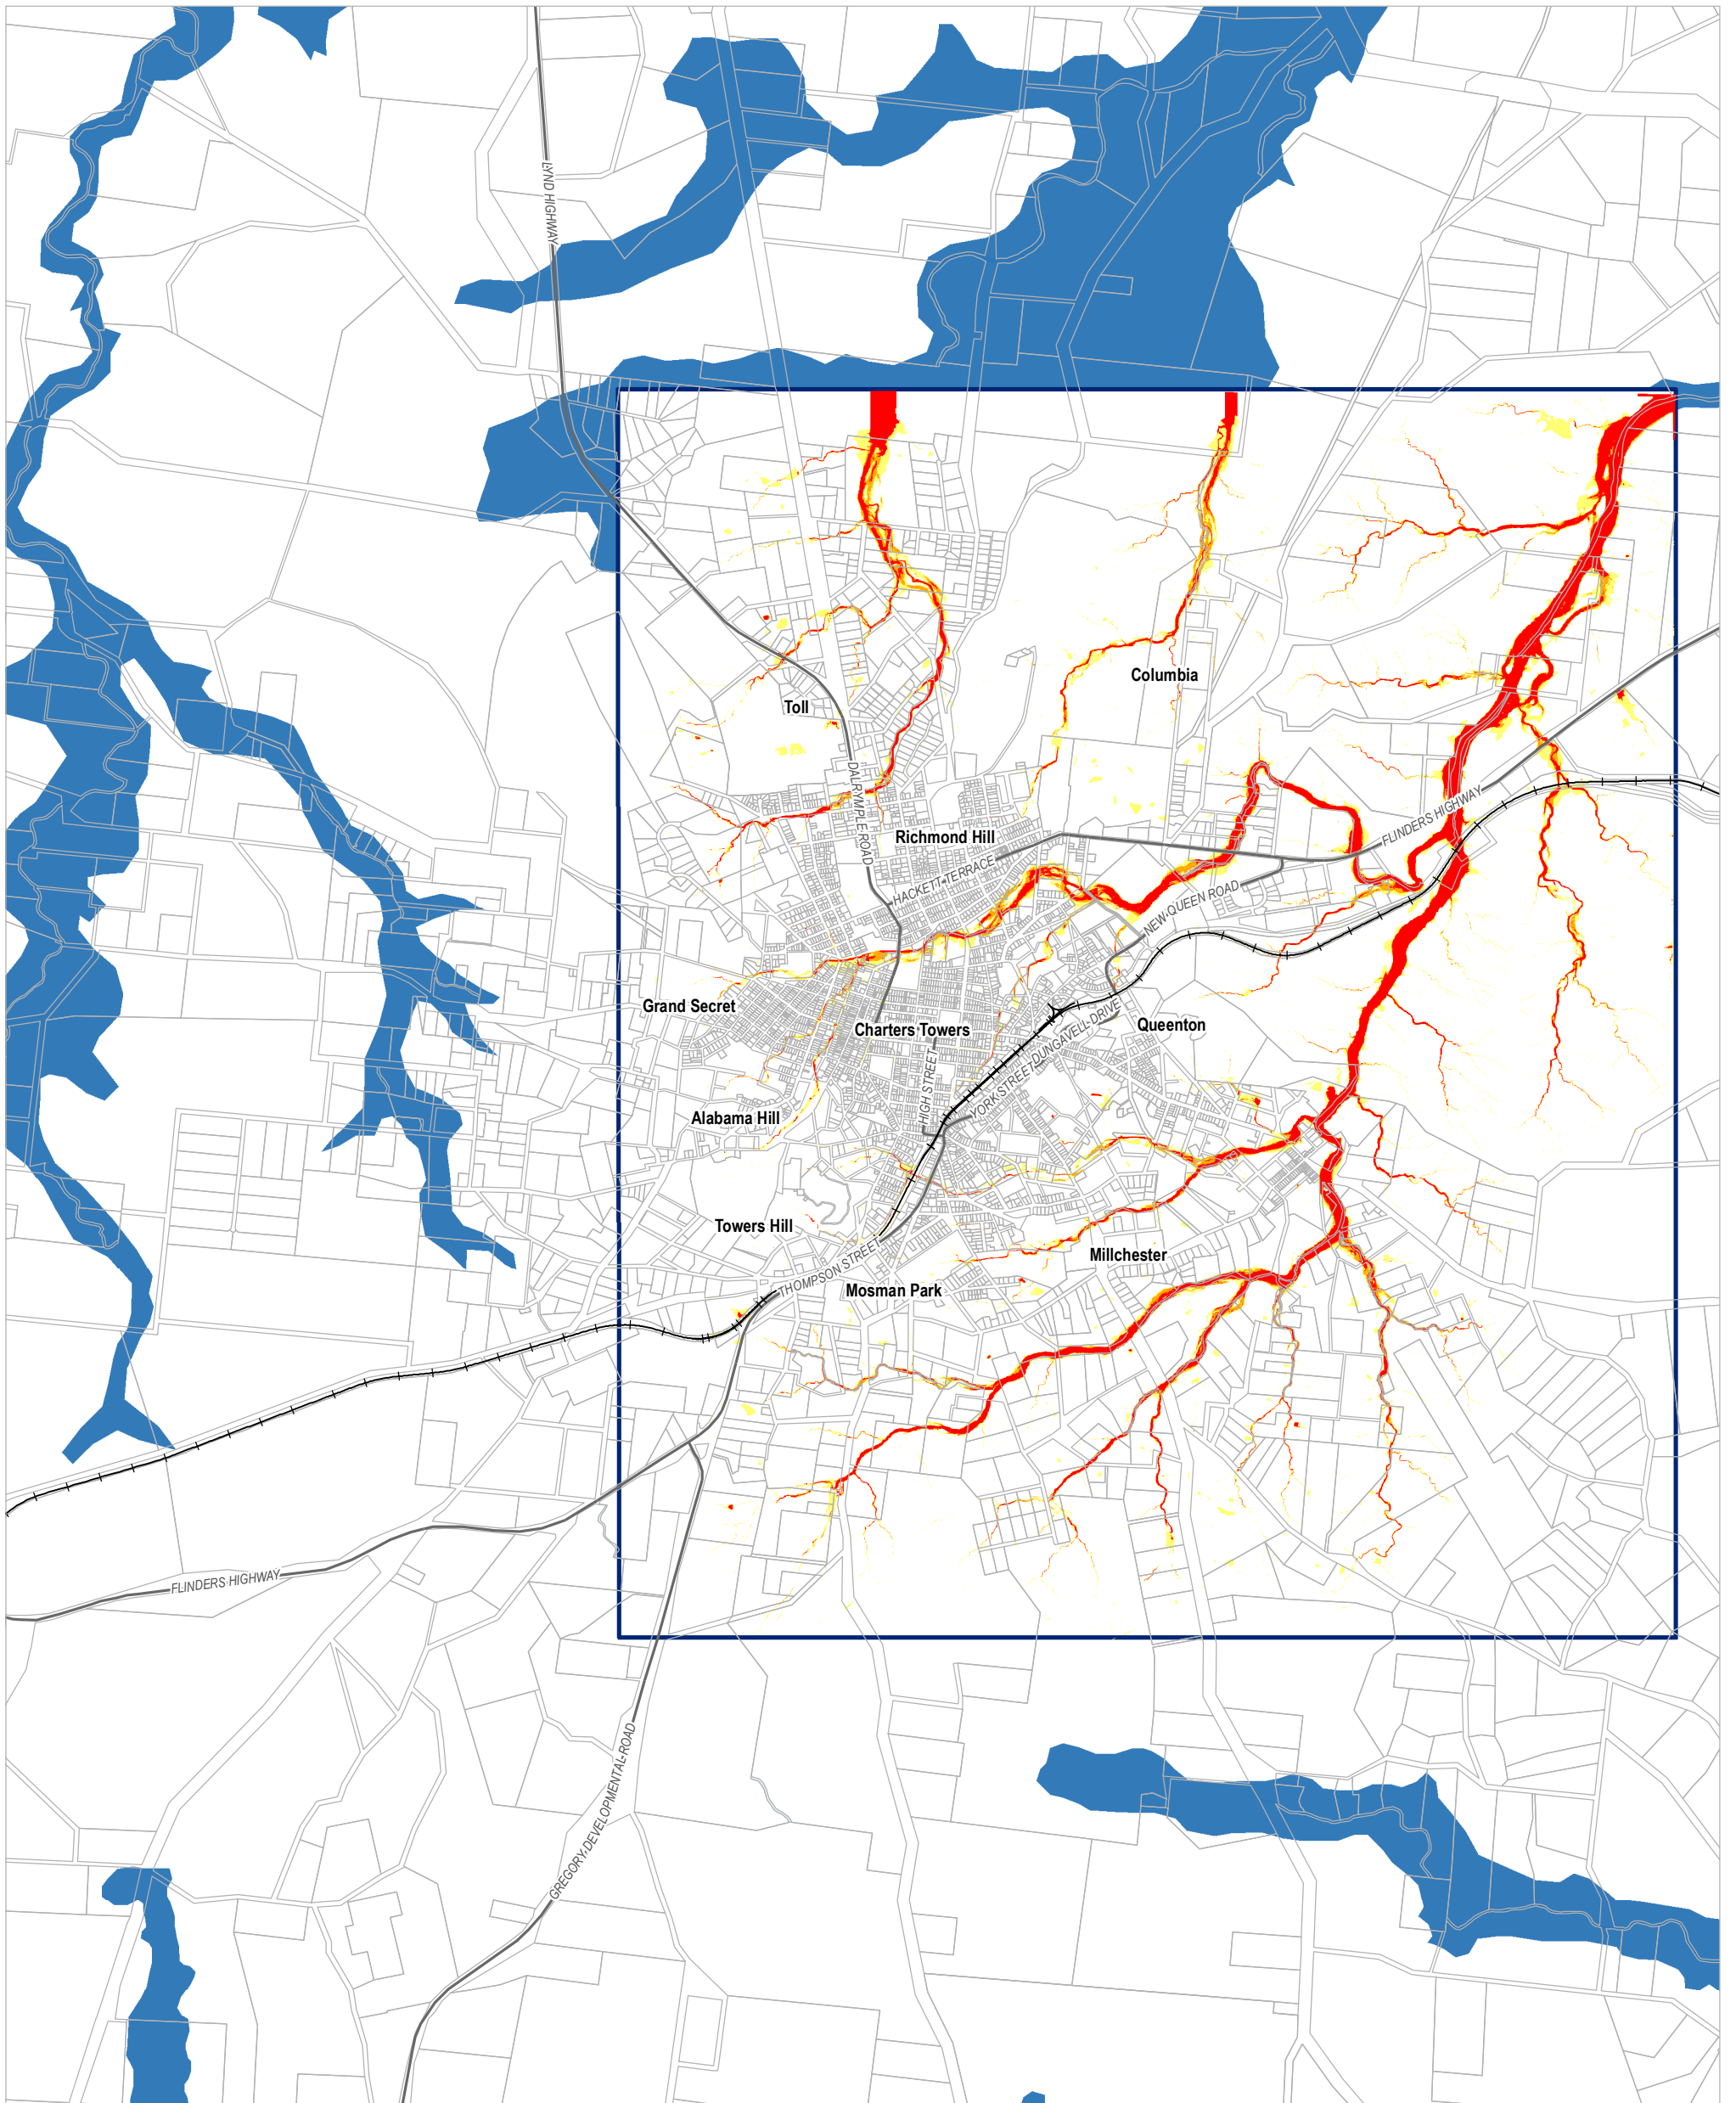 LYND HIGHWAY
Columbia
Toll
DALRYMPLE ROAD
FLINDERS HIGHWAY
Richmond Hill
HACKETT TERRACE
NEW QUEEN ROAD
Grand Secret
Charters Towers
Queenton
DUNGAVELL DRIVE
YORK STREET
HIGH STREET
Alabama Hill
Towers Hill
Millchester
THOMPSON STREET
Mosman Park
FLINDERS HIGHWAY
GREGORY DEVELOPMENTAL ROAD